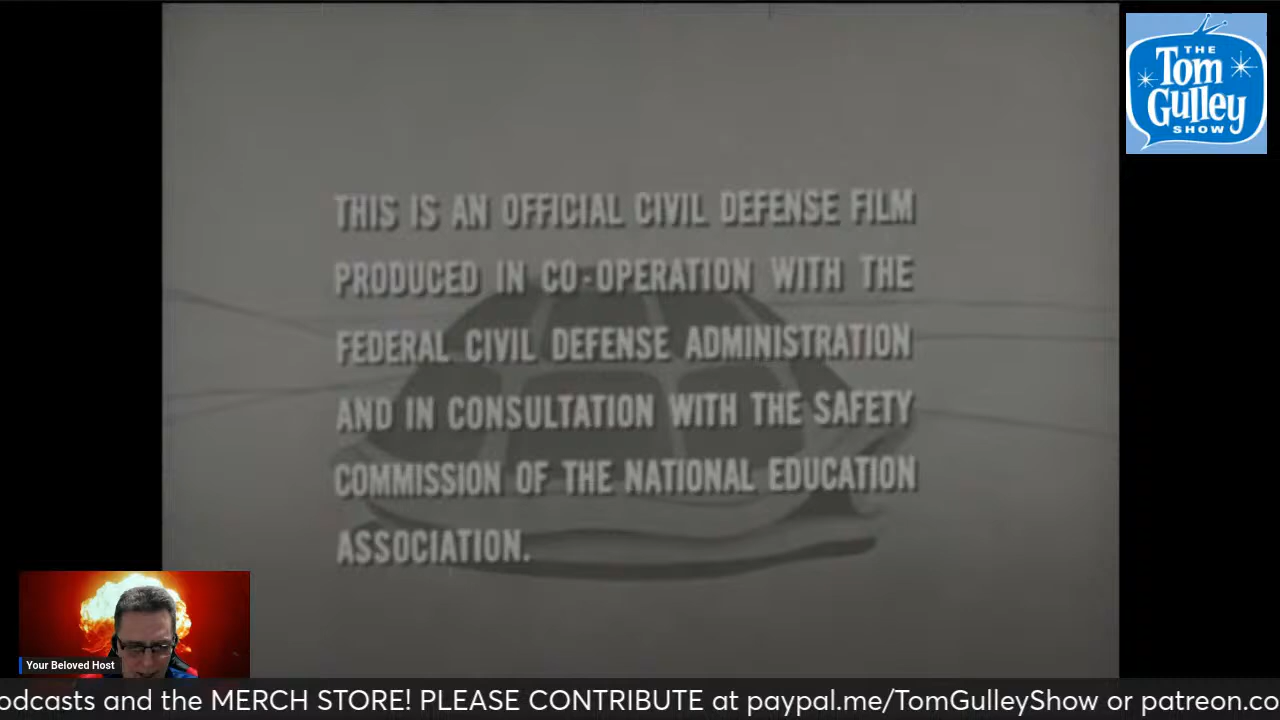 THE
Tom
Gulley
SHOW
THIS IS AN OFFICIAL CIVIL DEFENSE FILM
PRODUCED IN CO-OPERATION WITH THE
FEDERAL CIVIL DEFENSE ADMINISTRATION
AND IN CONSULTATION WITH THE SAFETY
COMMISSION OF THE NATIONAL EDUCATION
ASSOCIATION.
Your Beloved Host
odcasts and the MERCH STORE! PLEASE CONTRIBUTE at paypal.me/TomGulleyShow or patreon.co